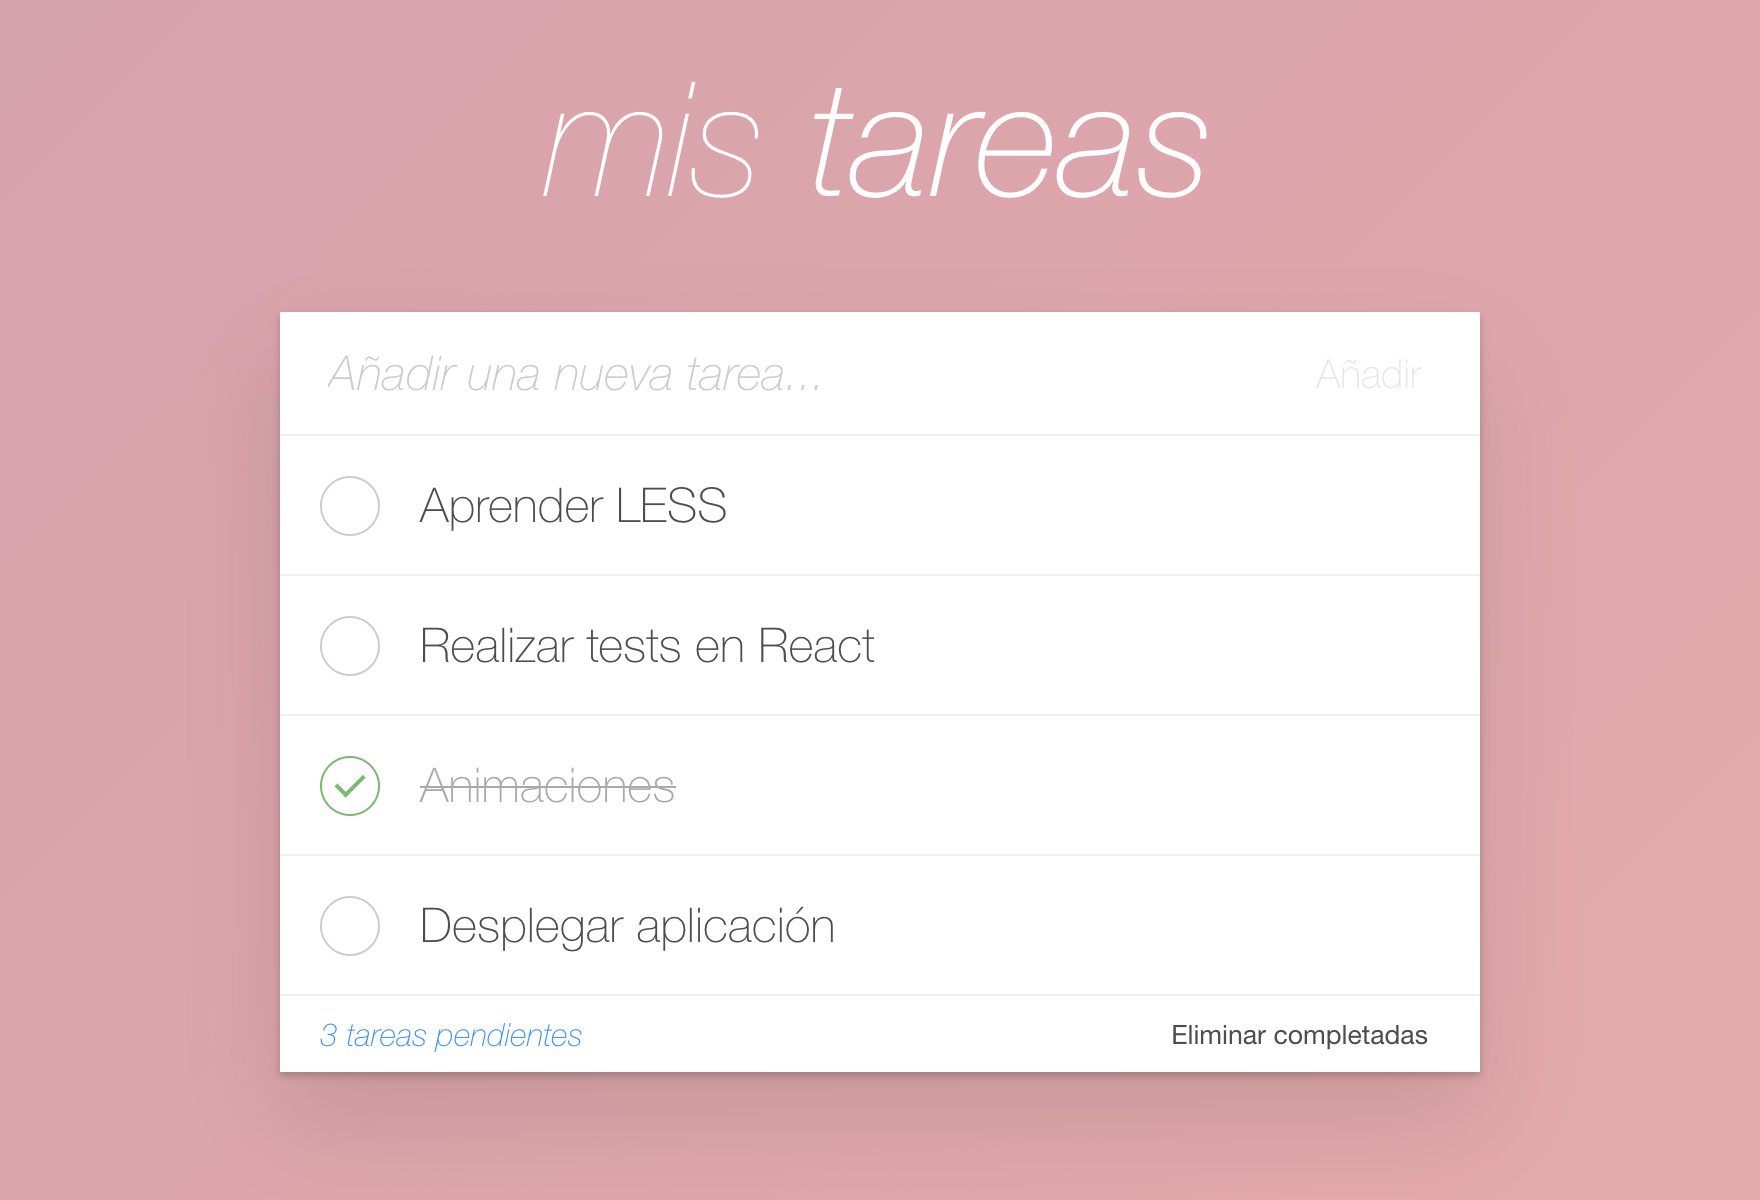 mis tareas
Añadir una nueva tarea...
Añadir
Aprender LESS
Realizar tests en React
Animaciones
Desplegar aplicación
3 tareas pendientes
Eliminar completadas